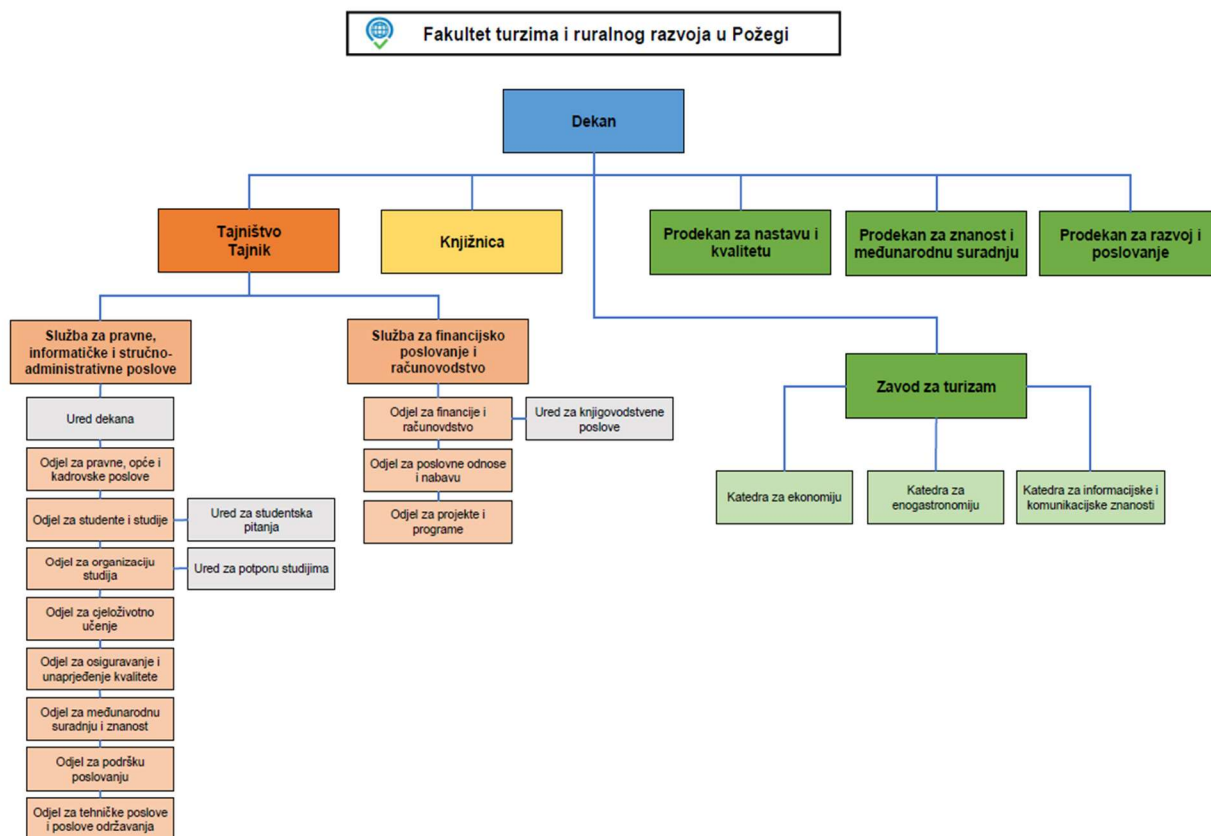 Fakultet turzima i ruralnog razvoja u Požegi
Dekan
Tajništvo
Tajnik
Knjižnica
Prodekan za nastavu i
kvalitetu
Prodekan za znanost i
međunarodnu suradnju
Prodekan za razvoj i
poslovanje
Služba za pravne,
informatičke i stručno-
administrativne poslove
Služba za financijsko
poslovanje i
računovodstvo
Zavod za turizam
Ured dekana
Odjel za financije i
računovdstvo
Ured za knjigovodstvene
poslove
Odjel za pravne, opće i
kadrovske poslove
Odjel za poslovne odnose
i nabavu
Odjel za studente i studije
Ured za studentska
pitanja
Odjel za projekte i
programe
Katedra za ekonomiju
Katedra za
enogastronomiju
Katedra za informacijske i
komunikacijske znanosti
Odjel za organizaciju
studija
Ured za potporu studijima
Odjel za cjeloživotno
učenje
Odjel za osiguravanje i
unaprjeđenje kvalitete
Odjel za međunarodnu
suradnju i znanost
Odjel za podršku
poslovanju
Odjel za tehničke poslove
i poslove održavanja